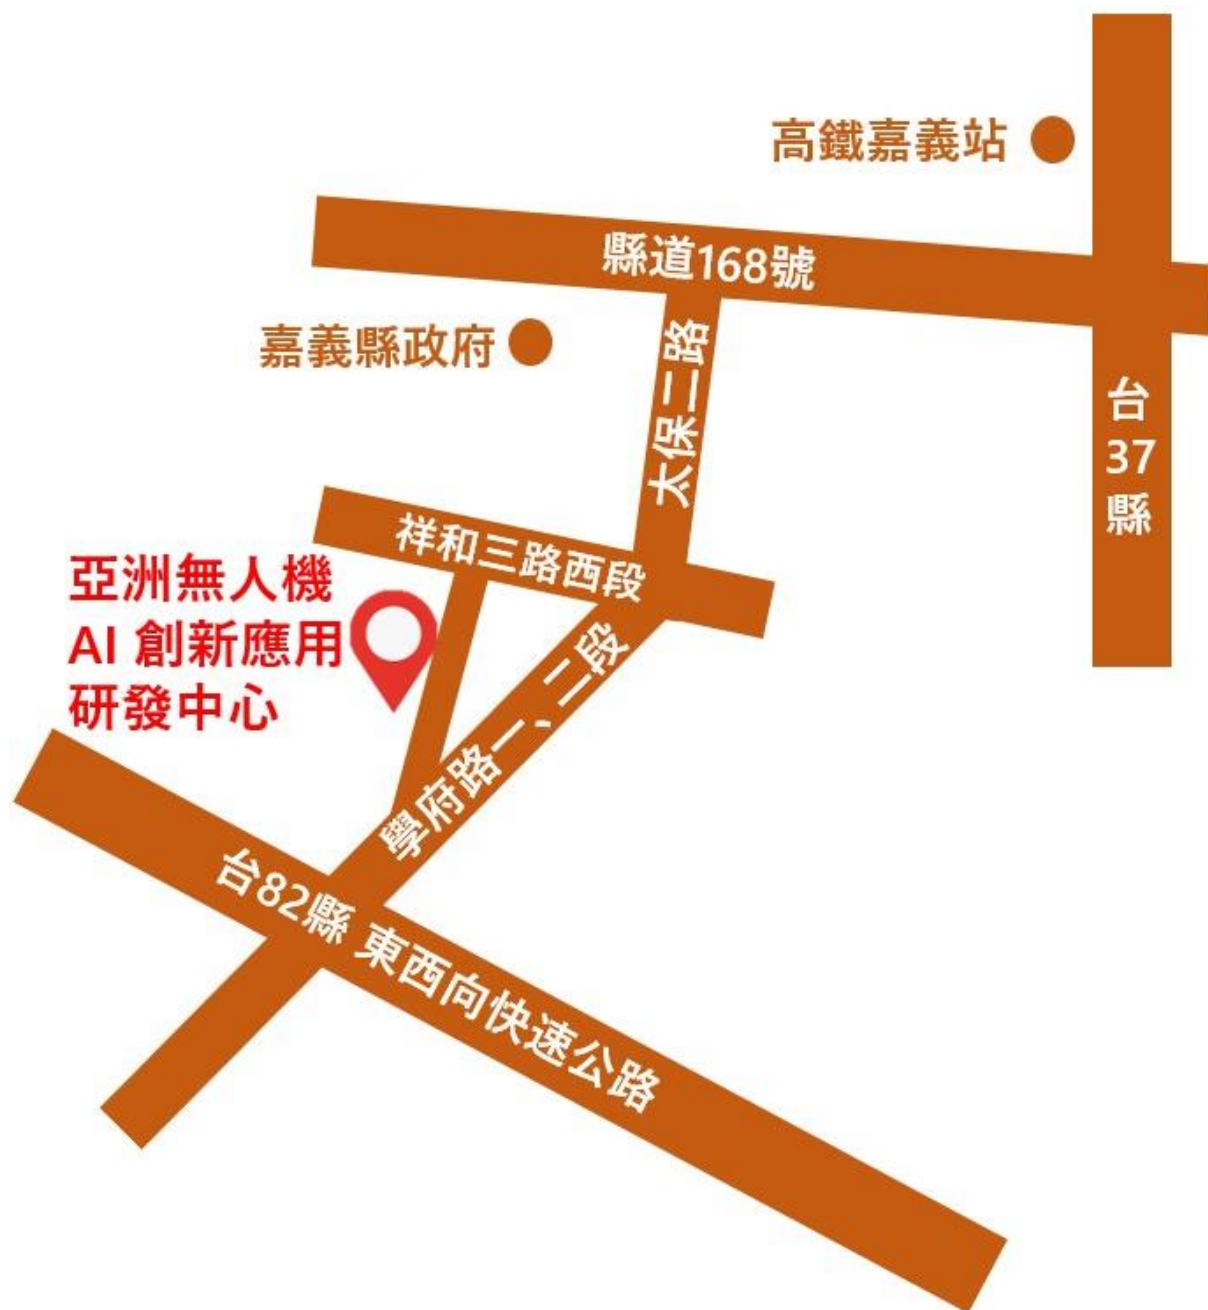 高鐵嘉義站
縣道168號
嘉義縣政府
太保二路
台
37
縣
祥和三路西段
亞洲無人機
AI 創新應用
研發中心
學府路一、二段
台82縣 東西向快速公路